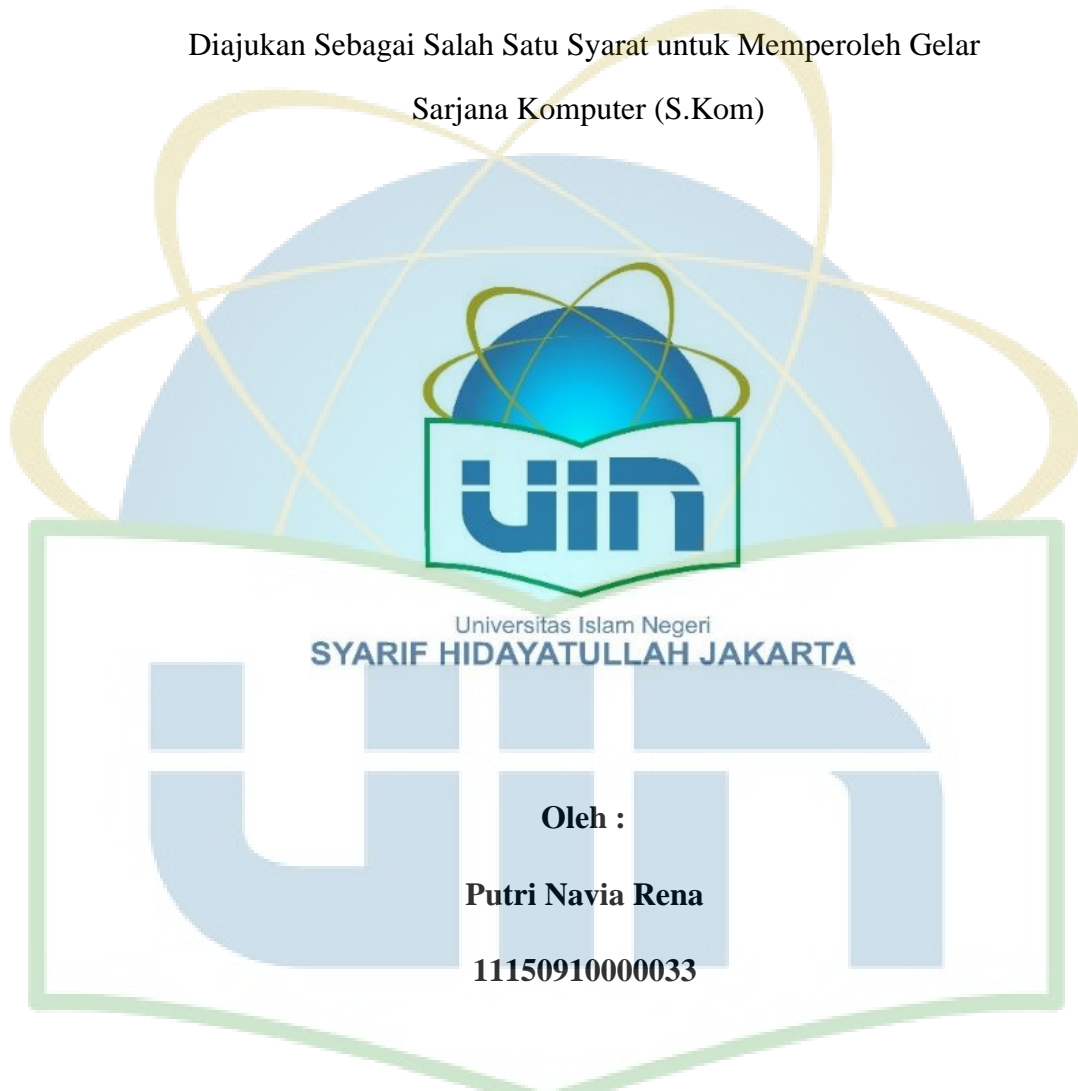 Diajukan Sebagai Salah Satu Syarat untuk Memperoleh Gelar
Sarjana Komputer (S.Kom)
UIN
Universitas Islam Negeri
SYARIF HIDAYATULLAH JAKARTA
UIN
Oleh :
Putri Navia Rena
11150910000033